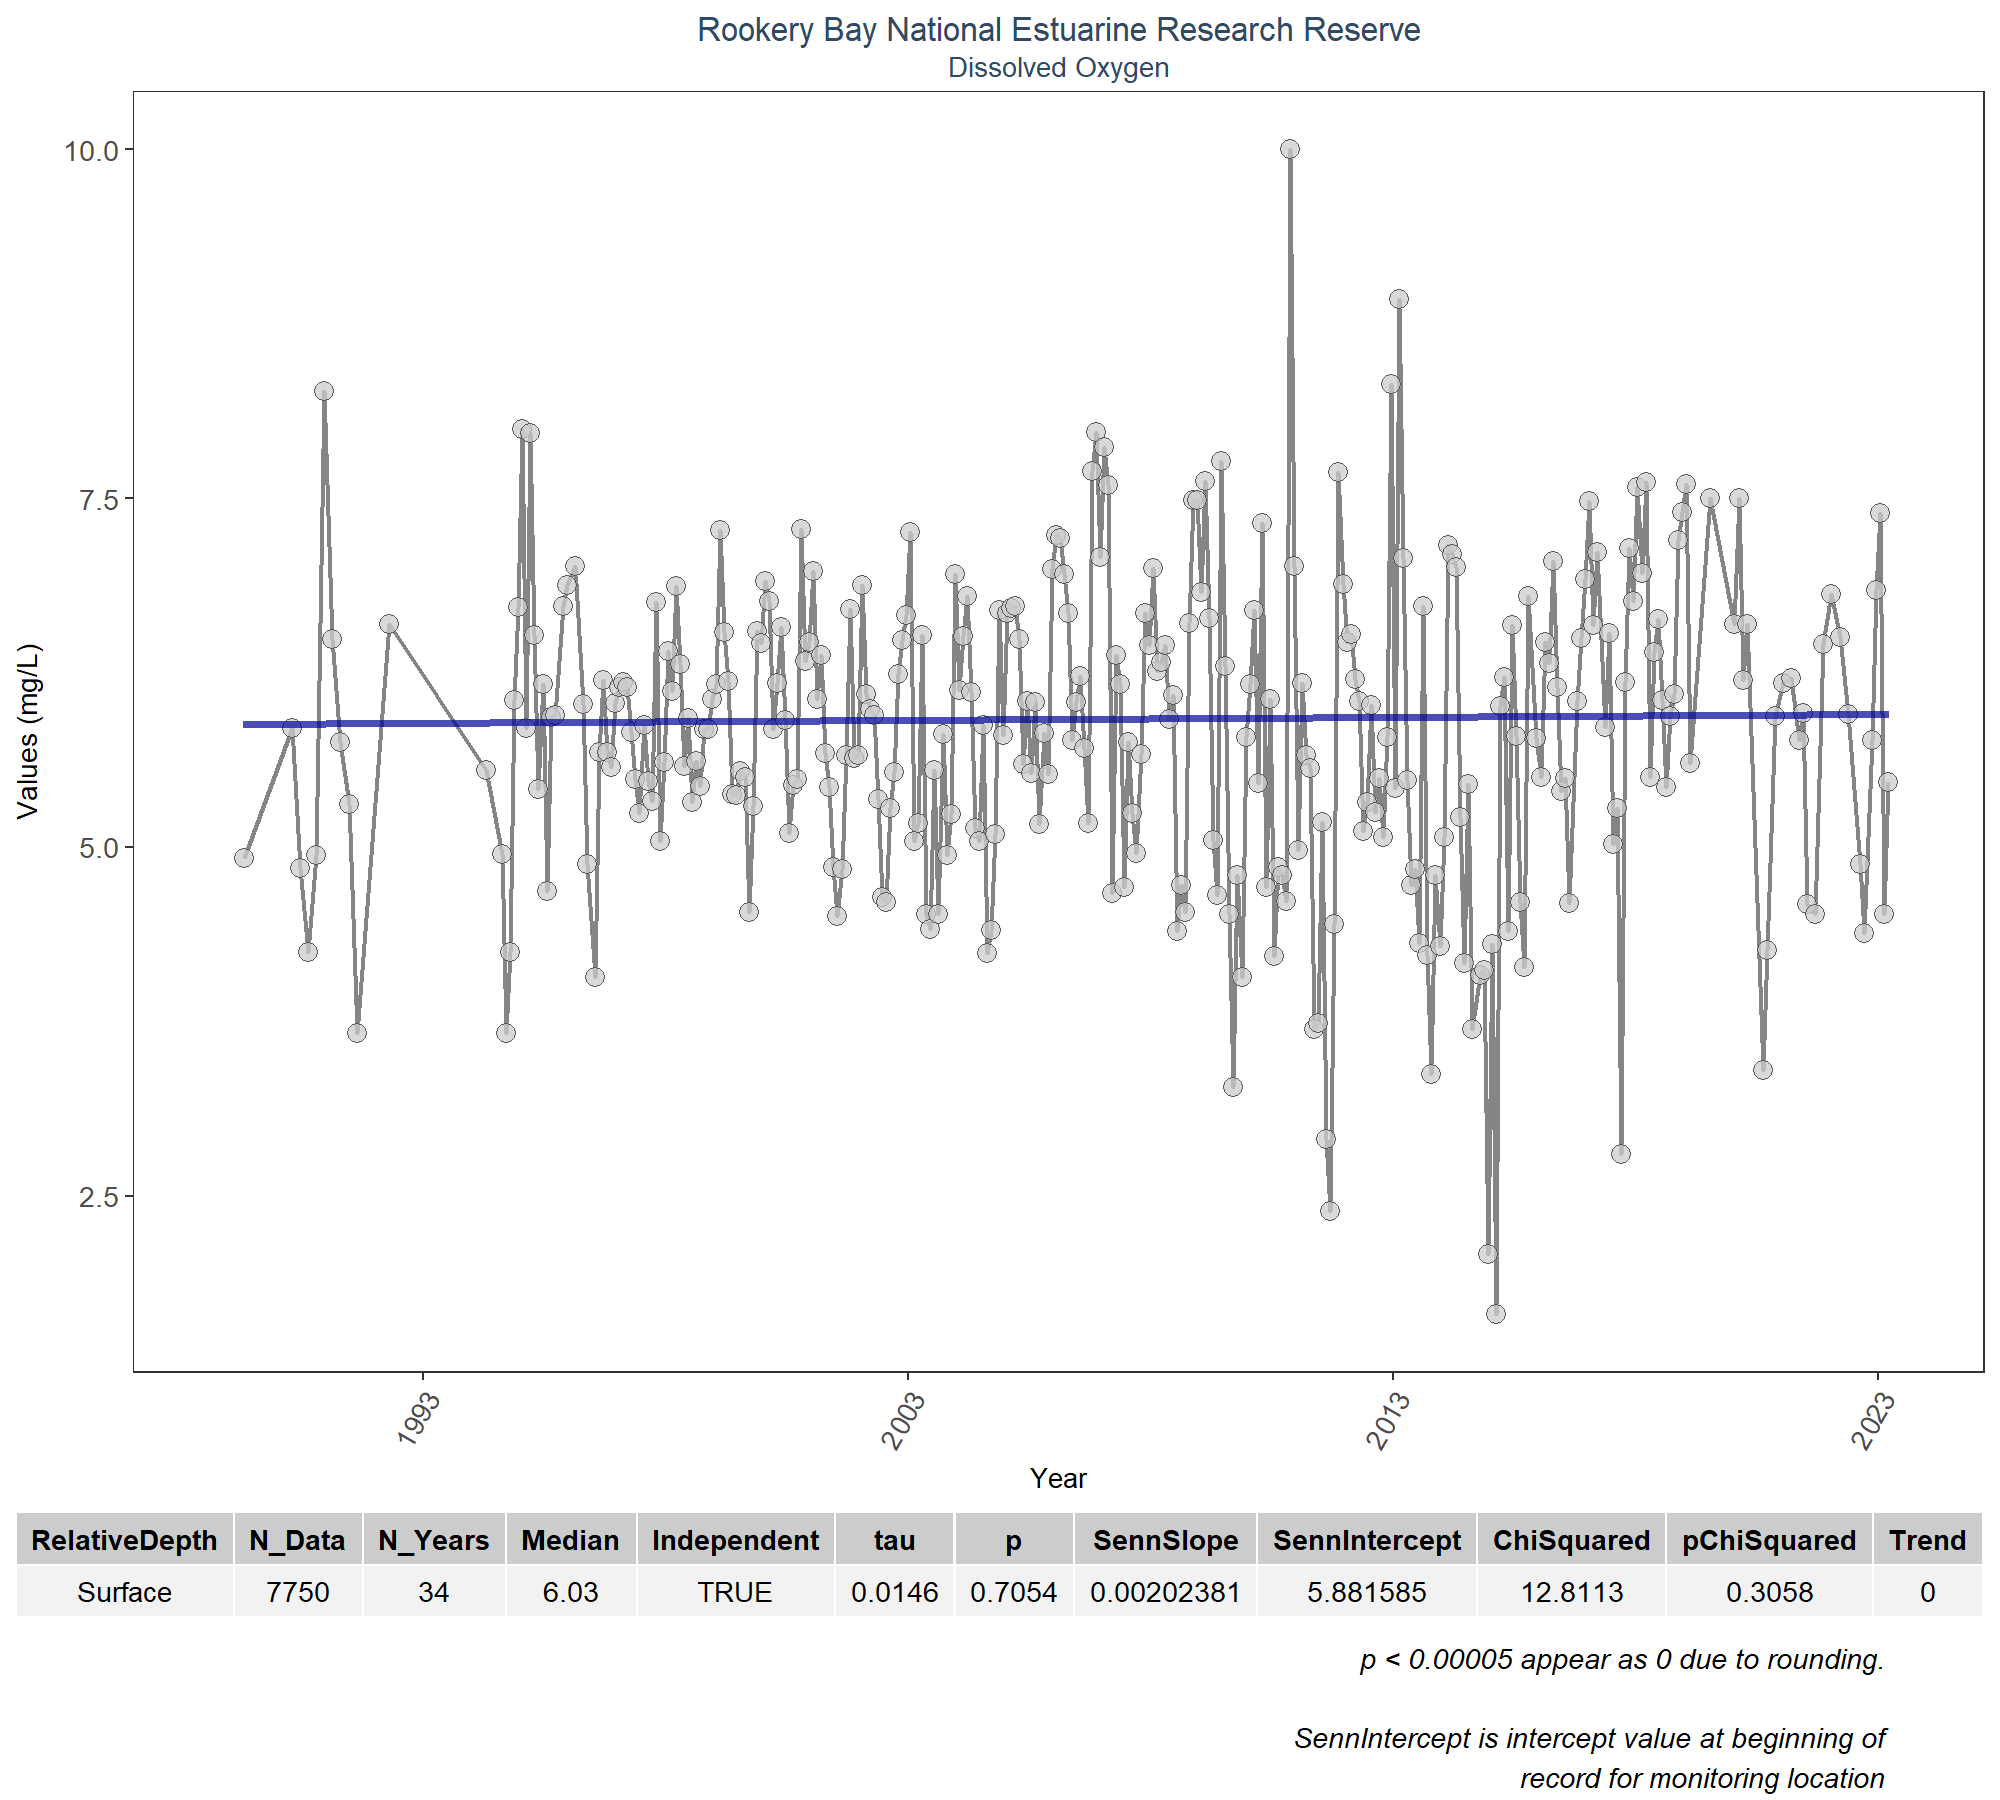 Rookery Bay National Estuarine Research Reserve
Dissolved Oxygen
10.0
7.5
5.0
2.5
Values (mg/L)
1993
2003
2013
2023
Year
RelativeDepth N_Data N_Years Median Independent tau p SennSlope SennIntercept ChiSquared pChiSquared Trend
Surface 7750 34 6.03 TRUE 0.0146 0.7054 0.00202381 5.881585 12.8113 0.3058 0
p < 0.00005 appear as 0 due to rounding.
SennIntercept is intercept value at beginning of
record for monitoring location